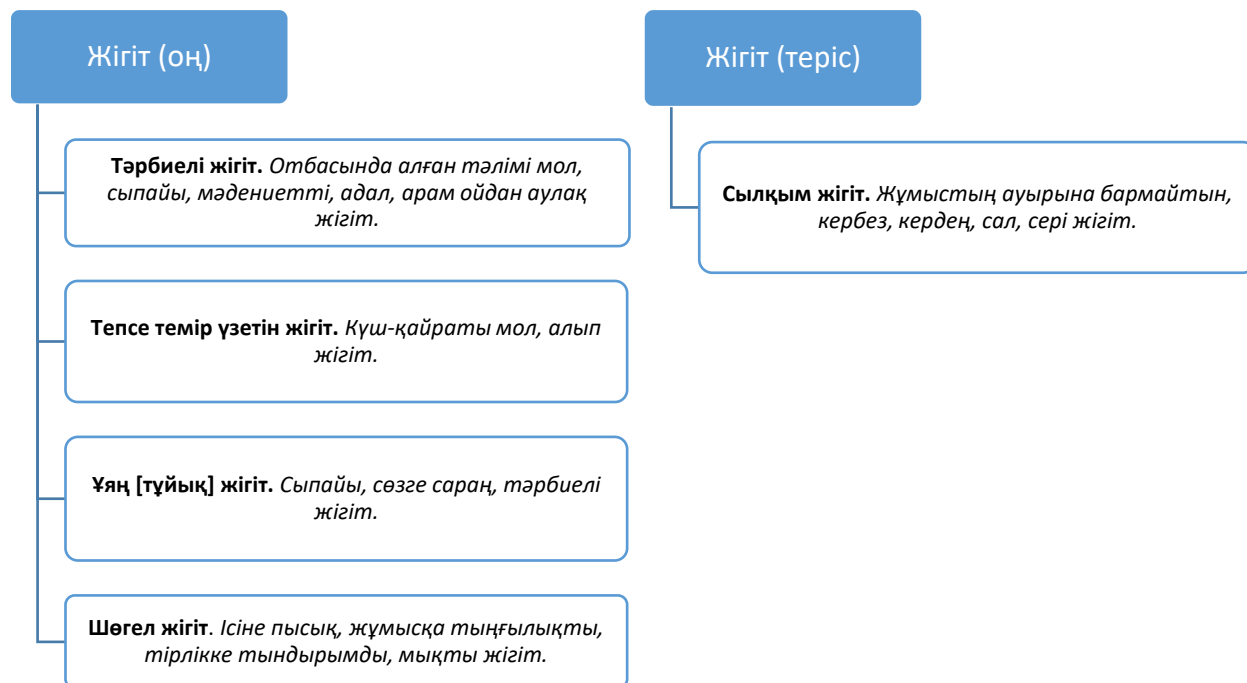 Жігіт (оң)
Тәрбиелі жігіт. Отбасында алған тәлімі мол,
сыпайы, мәдениетті, адал, арам ойдан аулақ
жігіт.
Тепсе темір үзетін жігіт. Күш-қайраты мол, алып
жігіт.
Ұяң [тұйық] жігіт. Сыпайы, сөзге сараң, тәрбиелі
жігіт.
Шөгел жігіт. Ісіне пысық, жұмысқа тыңғылықты,
тірлікке тындырымды, мықты жігіт.
Жігіт (теріс)
Сылқым жігіт. Жұмыстың ауырына бармайтын,
кербез, кердең, сал, сері жігіт.